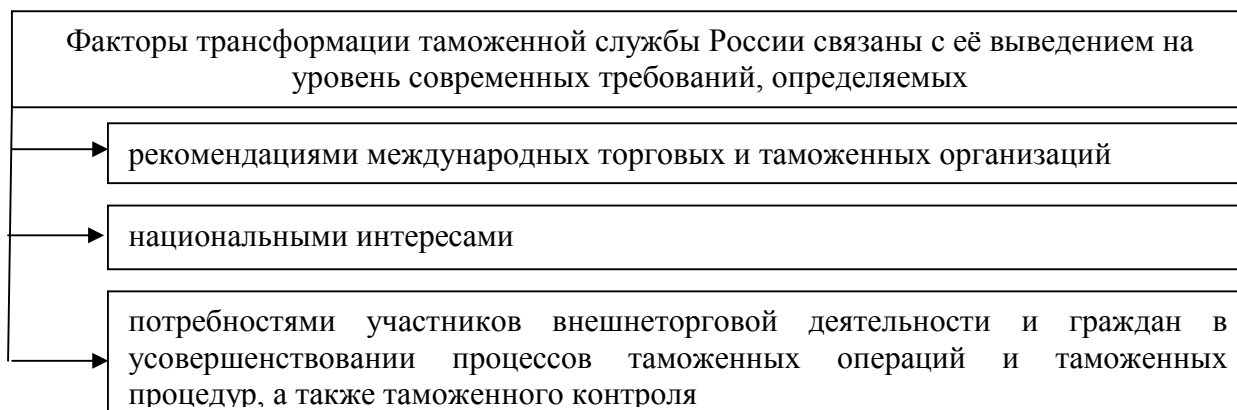 Факторы трансформации таможенной службы России связаны с её выведением на
уровень современных требований, определяемых
рекомендациями международных торговых и таможенных организаций
национальными интересами
потребностями участников внешнеторговой деятельности и граждан в
усовершенствовании процессов таможенных операций и таможенных
процедур, а также таможенного контроля